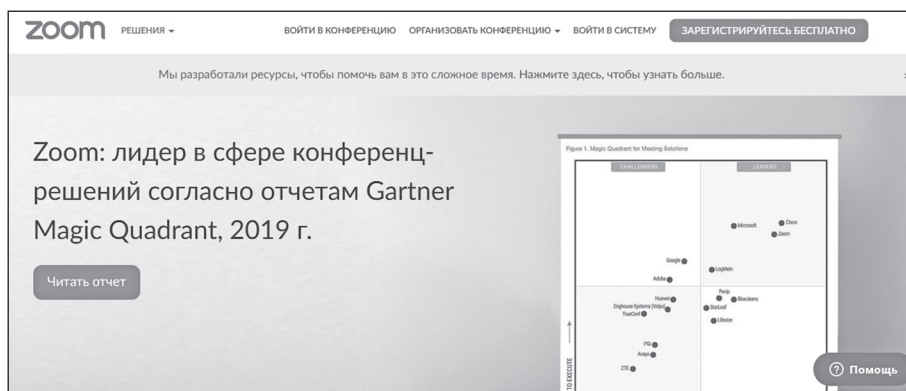 zoom РЕШЕНИЯ ВОЙТИ В КОНФЕРЕНЦИЮ ОРГАНИЗОВАТЬ КОНФЕРЕНЦИЮ ВОЙТИ В СИСТЕМУ ЗАРЕГИСТРИРУЙТЕСЬ БЕСПЛАТНО
Мы разработали ресурсы, чтобы помочь вам в это сложное время. Нажмите здесь, чтобы узнать больше.
Zoom: лидер в сфере конференц-
решений согласно отчетам Gartner
Magic Quadrant, 2019 г.
Читать отчет
Figure 1. Magic Quadrant for Meeting Solutions
CHALLENGERS LEADERS
Cisco
Microsoft
Zoom
Google
LogMeIn
Adobe
Pexip
Huawei BlueJeans
Enghouse Systems (Vidyo) StarLeaf
TrueConf
Lifesize
PGi
Avaya
ZTE
TO EXECUTE
Помощь